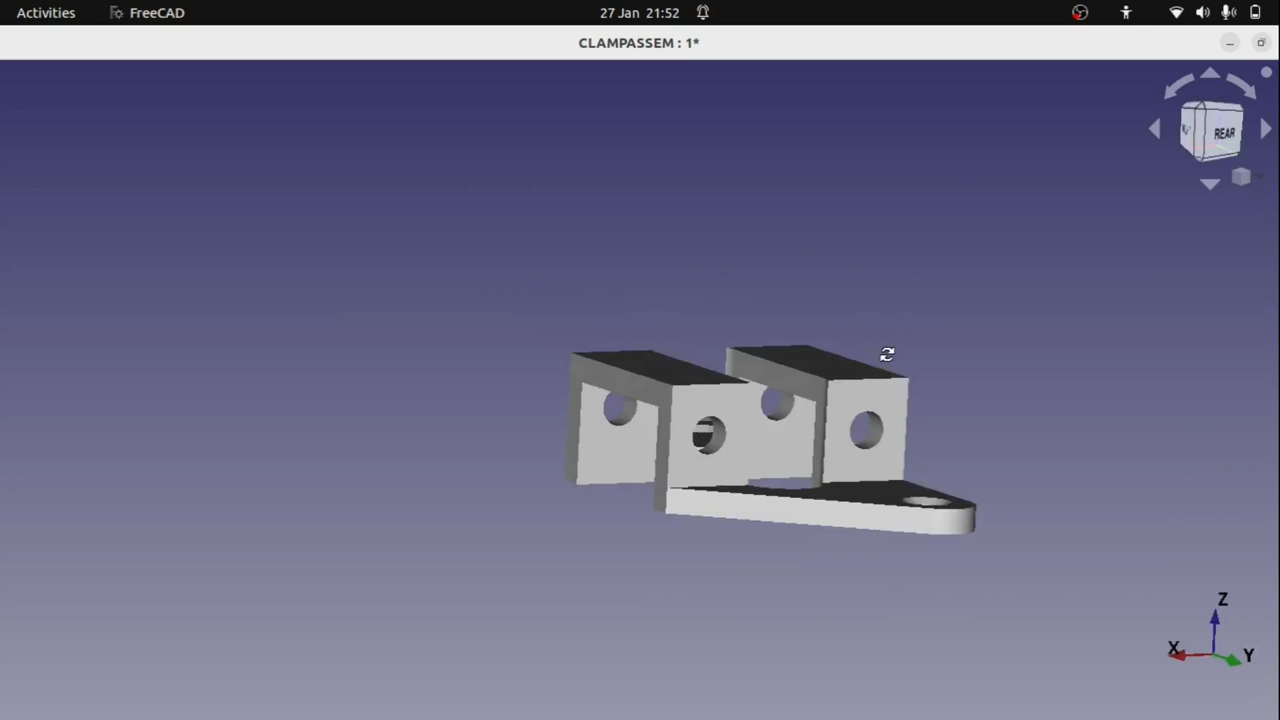 Activities FreeCAD 27 Jan 21:52
CLAMPASSEM : 1*
REAR
Z
X
Y